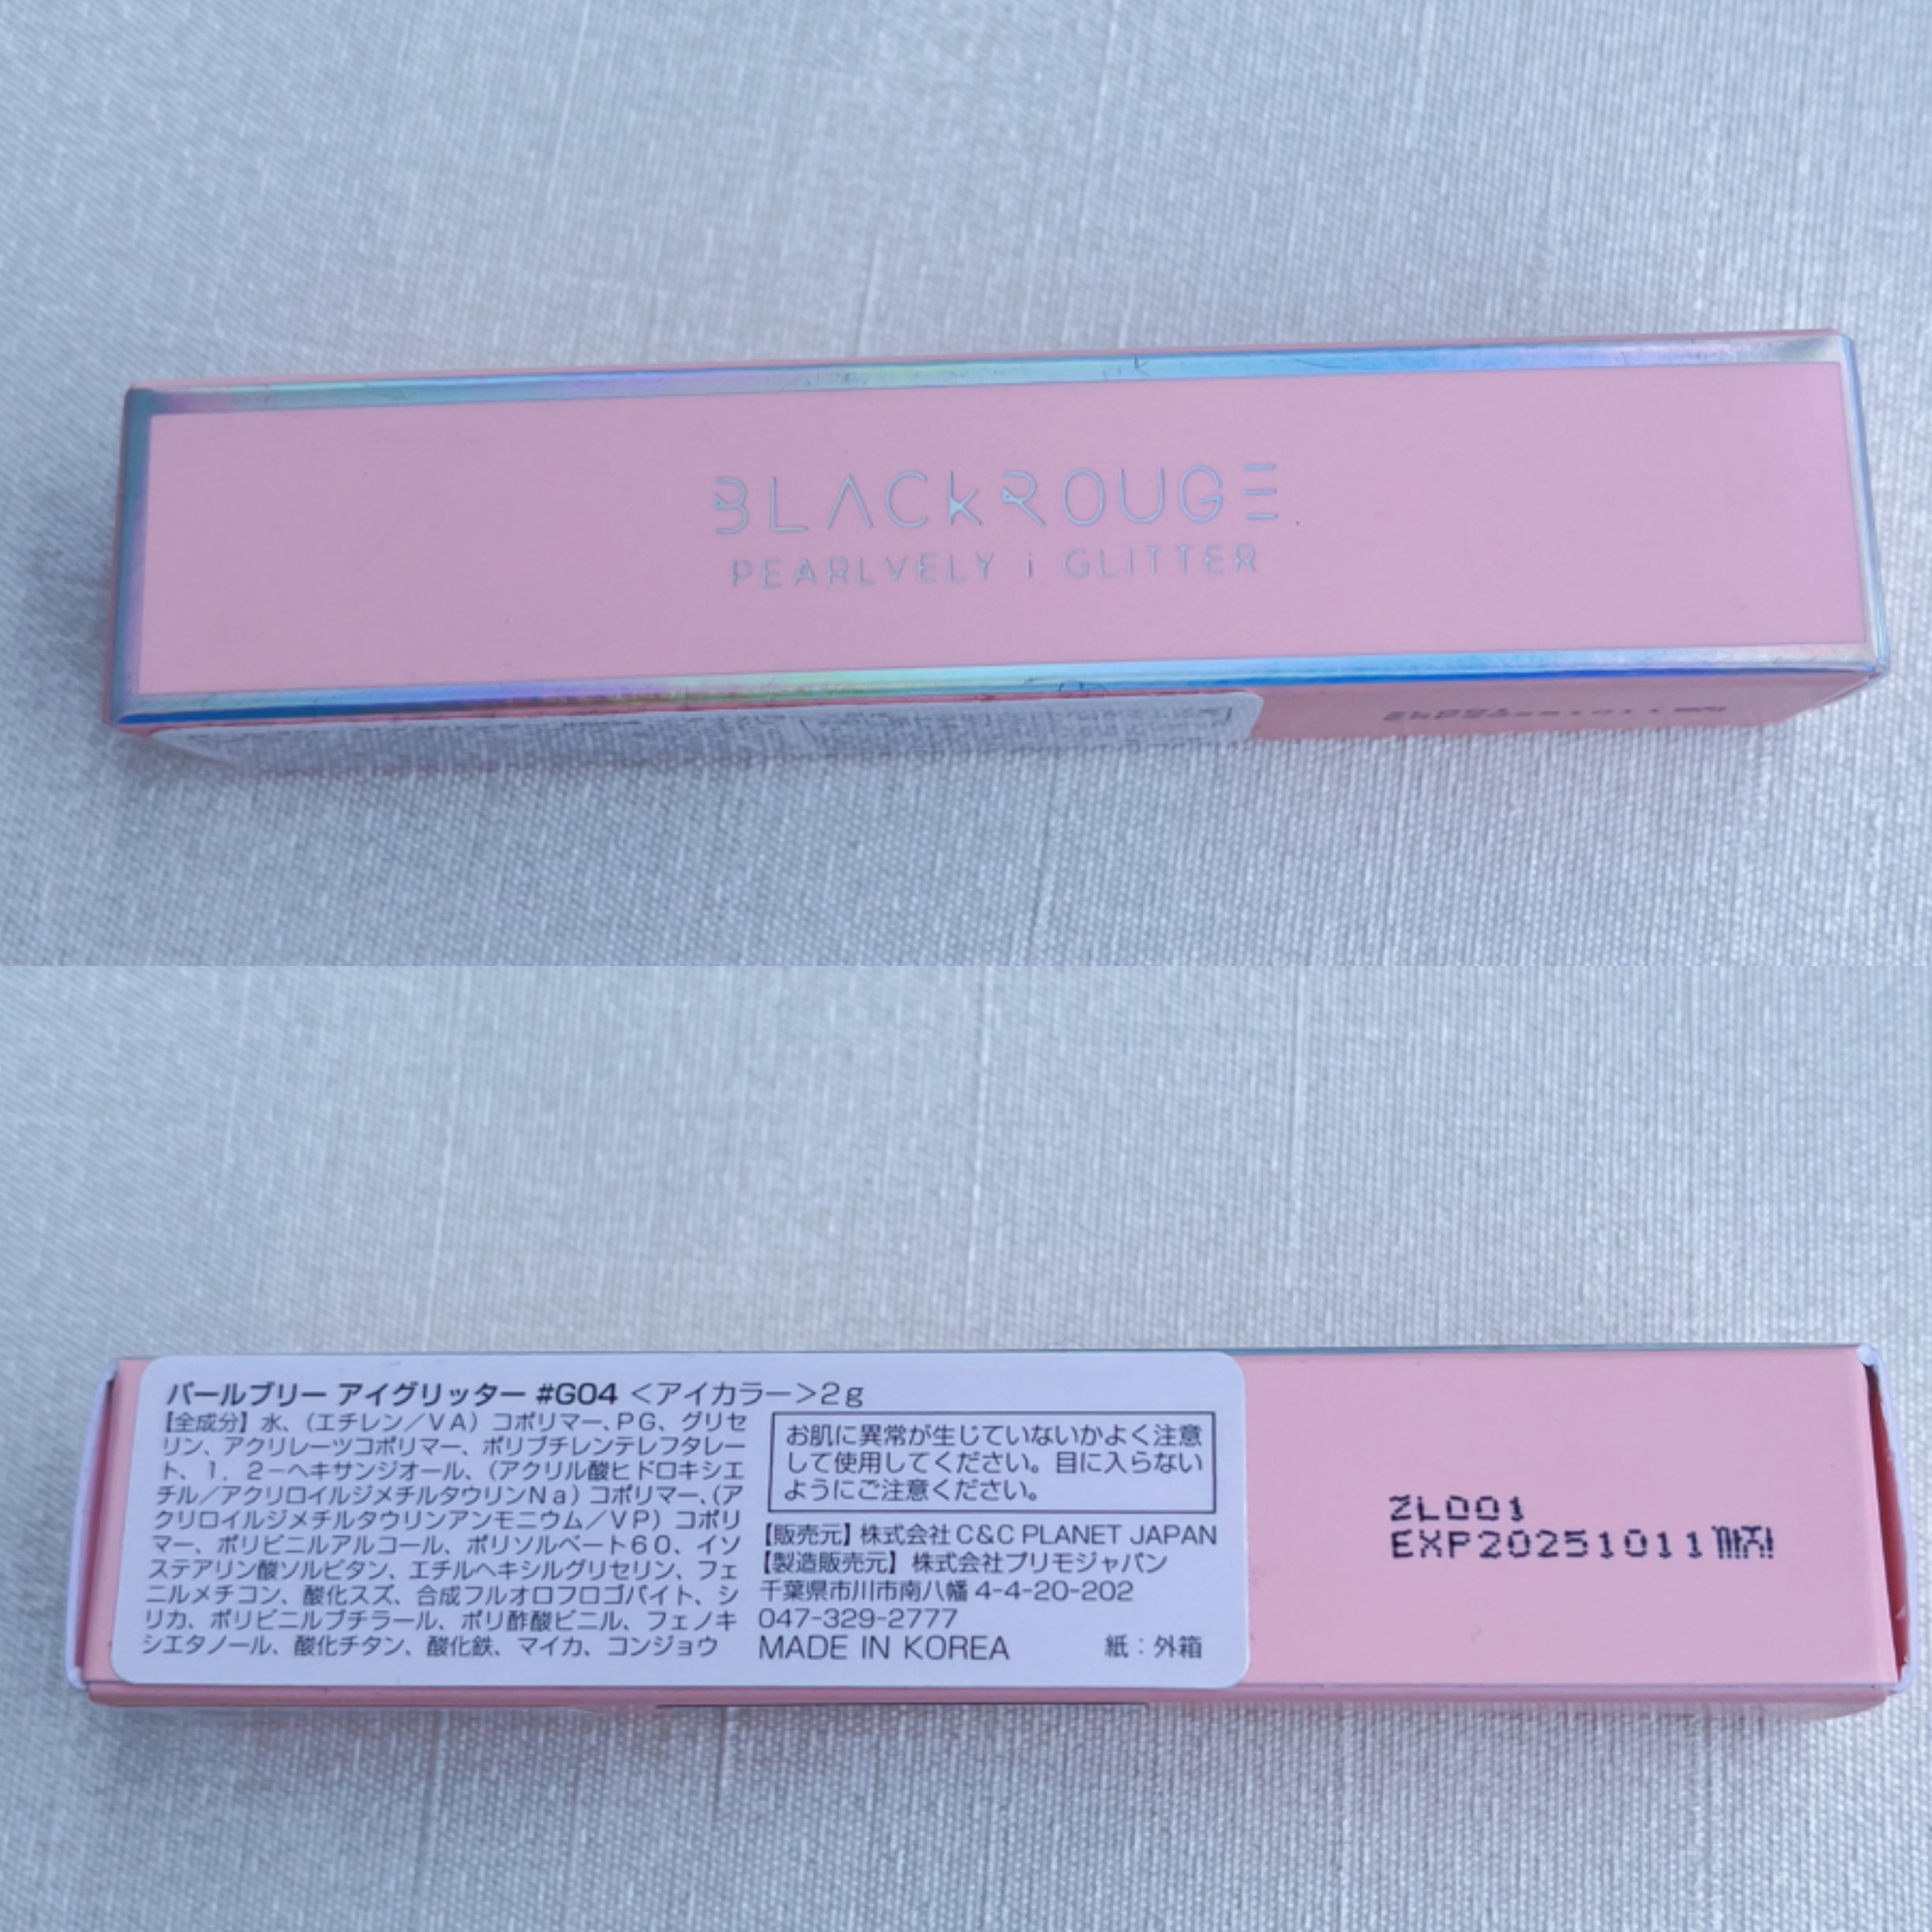 BLACKROUGE
PEARLVELY i GLITTER
パールブリー アイグリッター #G04 ＜アイカラー＞2g
【全成分】水、（エチレン／VA）コポリマー、PG、グリセ
リン、アクリレーツコポリマー、ポリブチレンテレフタレー
ト、1，2－ヘキサンジオール、（アクリル酸ヒドロキシエ
チル／アクリロイルジメチルタウリンNa）コポリマー、（ア
クリロイルジメチルタウリンアンモニウム／VP）コポリ
マー、ポリビニルアルコール、ポリソルベート60、イソ
ステアリン酸ソルビタン、エチルヘキシルグリセリン、フェ
ニルメチコン、酸化スズ、合成フルオロフロゴパイト、シ
リカ、ポリビニルブチラール、ポリ酢酸ビニル、フェノキ
シエタノール、酸化チタン、酸化鉄、マイカ、コンジョウ
お肌に異常が生じていないかよく注意
して使用してください。目に入らない
ようにご注意ください。
【販売元】株式会社 C&C PLANET JAPAN
【製造販売元】株式会社プリモジャパン
千葉県市川市南八幡 4-4-20-202
047-329-2777
MADE IN KOREA 紙：外箱
ZL001
EXP20251011까지